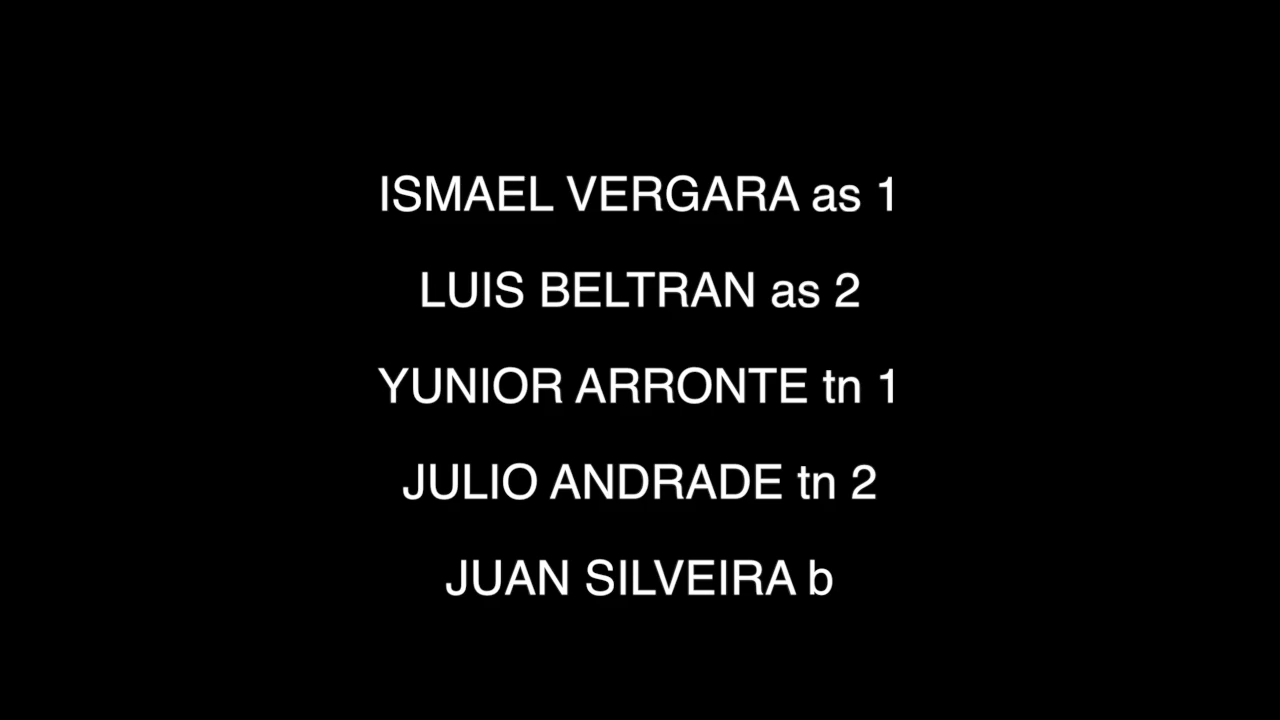 ISMAEL VERGARA as 1
LUIS BELTRAN as 2
YUNIOR ARRONTE tn 1
JULIO ANDRADE tn 2
JUAN SILVEIRA b